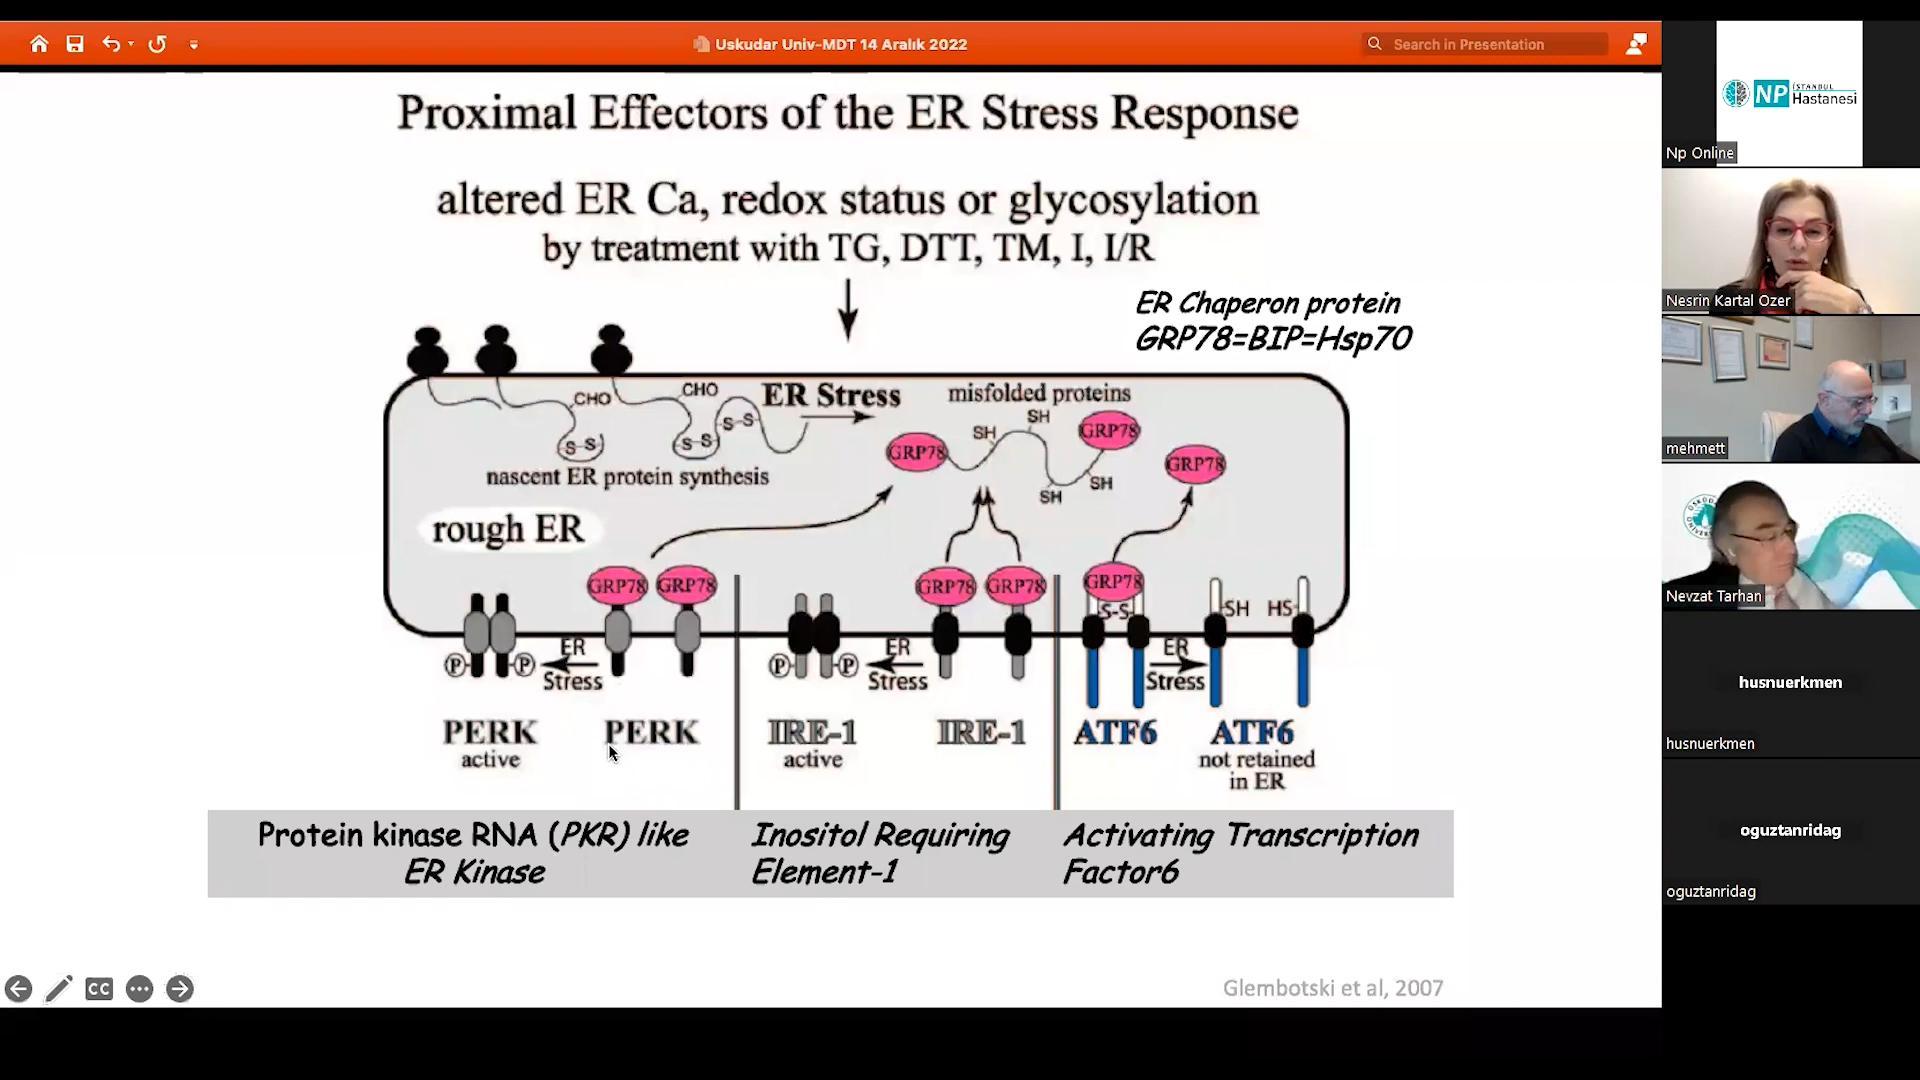 Uskudar Univ-MDT 14 Aralık 2022
Search in Presentation
Proximal Effectors of the ER Stress Response
altered ER Ca, redox status or glycosylation
by treatment with TG, DTT, TM, I, I/R
ER Chaperon protein
GRP78=BIP=Hsp70
CHO
CHO
ER Stress
misfolded proteins
S-S
S-S
S-S
SH
SH
SH
SH
GRP78
GRP78
GRP78
nascent ER protein synthesis
rough ER
GRP78
GRP78
GRP78
GRP78
GRP78
S-S
SH
HS
P
P
ER
Stress
P
P
ER
Stress
ER
Stress
PERK
active
PERK
IRE-1
active
IRE-1
ATF6
ATF6
not retained
in ER
Protein kinase RNA (PKR) like
ER Kinase
Inositol Requiring
Element-1
Activating Transcription
Factor6
Glembotski et al, 2007
CC
NP
İSTANBUL
Hastanesi
Np Online
Nesrin Kartal Ozer
mehmett
Nevzat Tarhan
husnuerkmen
husnuerkmen
oguztanridag
oguztanridag